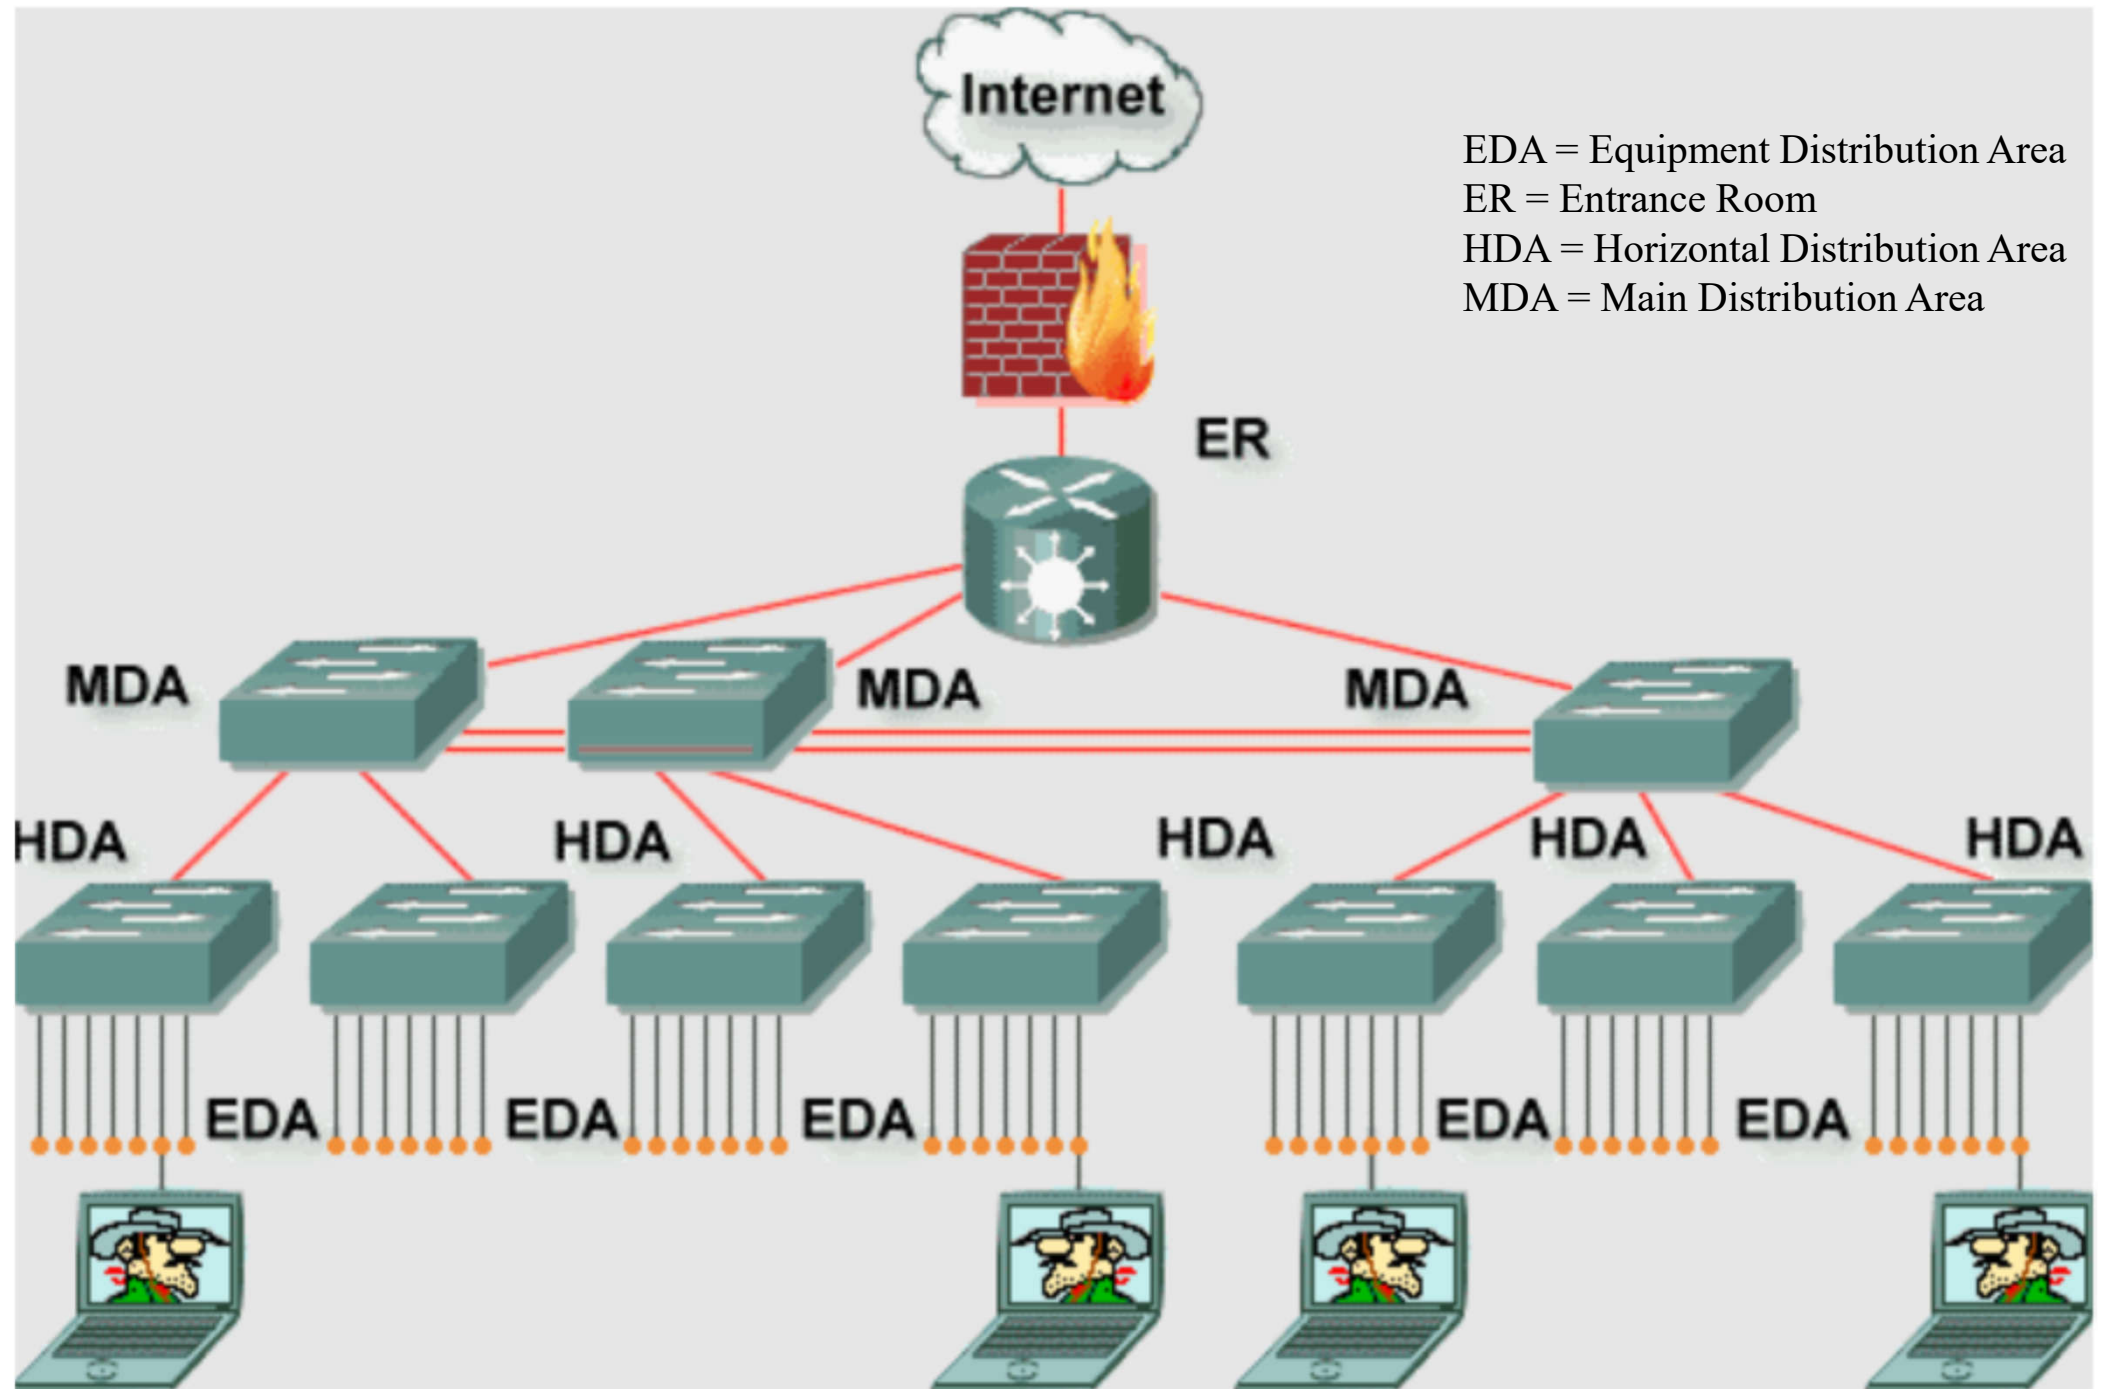 Internet
EDA = Equipment Distribution Area
ER = Entrance Room
HDA = Horizontal Distribution Area
MDA = Main Distribution Area
ER
MDA
MDA
MDA
HDA
HDA
HDA
HDA
HDA
EDA
EDA
EDA
EDA
EDA